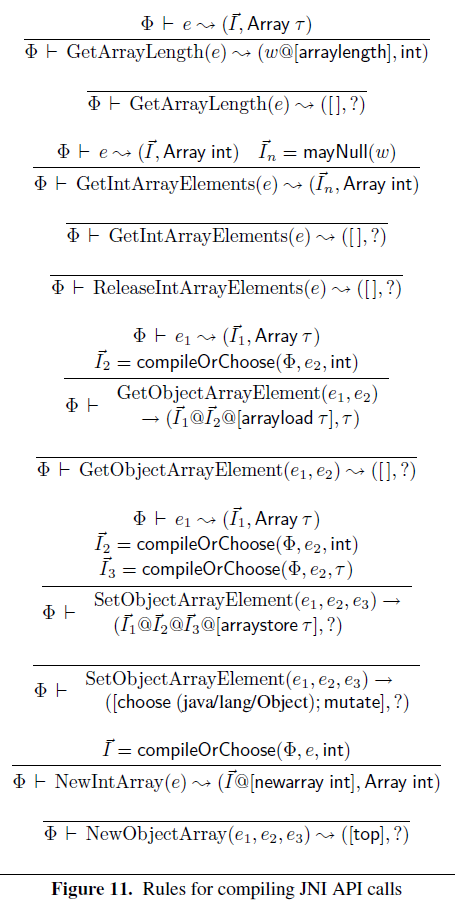 Φ ⊢ e ⇝ (I⃗, Array τ)
Φ ⊢ GetArrayLength(e) ⇝ (w@[arraylength], int)
Φ ⊢ GetArrayLength(e) ⇝ ([ ], ?)
Φ ⊢ e ⇝ (I⃗, Array int) I⃗ₙ = mayNull(w)
Φ ⊢ GetIntArrayElements(e) ⇝ (I⃗ₙ, Array int)
Φ ⊢ GetIntArrayElements(e) ⇝ ([ ], ?)
Φ ⊢ ReleaseIntArrayElements(e) ⇝ ([ ], ?)
Φ ⊢ e₁ ⇝ (I⃗₁, Array τ)
I⃗₂ = compileOrChoose(Φ, e₂, int)
Φ ⊢ GetObjectArrayElement(e₁, e₂)
→ (I⃗₁@I⃗₂@[arrayload τ], τ)
Φ ⊢ GetObjectArrayElement(e₁, e₂) ⇝ ([ ], ?)
Φ ⊢ e₁ ⇝ (I⃗₁, Array τ)
I⃗₂ = compileOrChoose(Φ, e₂, int)
I⃗₃ = compileOrChoose(Φ, e₂, τ)
Φ ⊢ SetObjectArrayElement(e₁, e₂, e₃) →
(I⃗₁@I⃗₂@I⃗₃@[arraystore τ], ?)
Φ ⊢ SetObjectArrayElement(e₁, e₂, e₃) →
([choose (java/lang/Object); mutate], ?)
I⃗ = compileOrChoose(Φ, e, int)
Φ ⊢ NewIntArray(e) ⇝ (I⃗@[newarray int], Array int)
Φ ⊢ NewObjectArray(e₁, e₂, e₃) ⇝ ([top], ?)
Figure 11. Rules for compiling JNI API calls